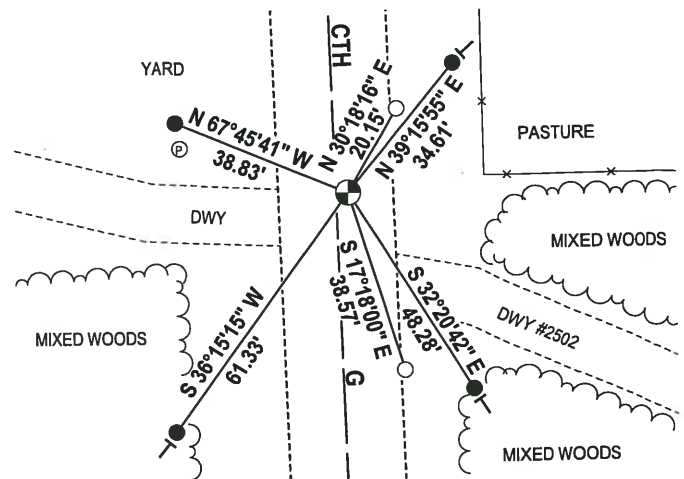 CTH
YARD
N 67°45'41" W
38.83'
P
N 30°18'16" E
20.15'
N 39°15'55" E
34.61'
PASTURE
DWY
MIXED WOODS
S 36°15'15" W
61.33'
S 17°18'00" E
38.57'
S 32°20'42" E
48.28'
DWY #2502
MIXED WOODS
G
MIXED WOODS